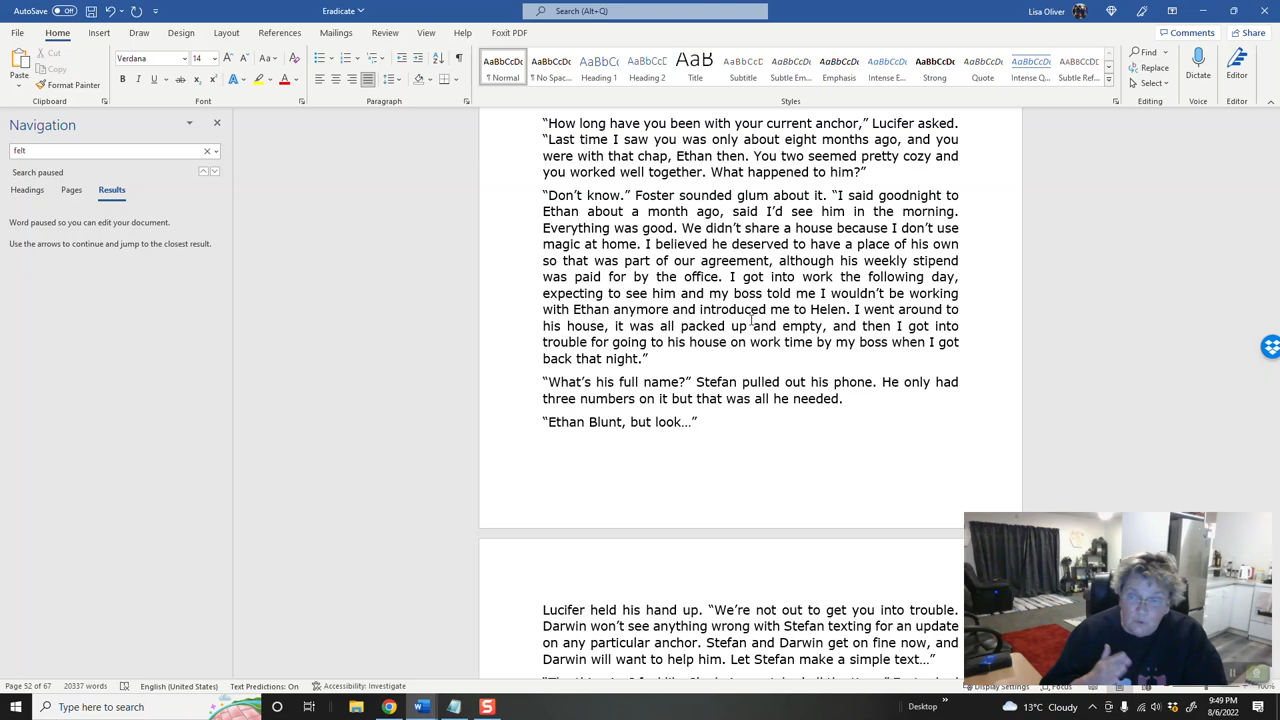 AutoSave
Off
Eradicate
Search (Alt+Q)
Lisa Oliver
File
Home
Insert
Draw
Design
Layout
References
Mailings
Review
View
Help
Foxit PDF
Comments
Share
Paste
Cut
Copy
Format Painter
Clipboard
Verdana
14
Font
Paragraph
AaBbCcDc AaBbCcDc AaBbC AaBbCcC AaB AaBbCcD AaBbCcDc AaBbCcDc AaBbCcDc AaBbCcDc AaBbCcDc AaBbCcDc AaBbCcDc
¶ Normal ¶ No Spac... Heading 1 Heading 2 Title Subtitle Subtle Em... Emphasis Intense E... Strong Quote Intense Q... Subtle Ref...
Styles
Find
Replace
Select
Editing
Dictate
Voice
Editor
Editor
Navigation
felt
Search paused
Headings Pages Results
Word paused so you can edit your document.
Use the arrows to continue and jump to the closest result.
“How long have you been with your current anchor,” Lucifer asked.
“Last time I saw you was only about eight months ago, and you
were with that chap, Ethan then. You two seemed pretty cozy and
you worked well together. What happened to him?”
“Don’t know.” Foster sounded glum about it. “I said goodnight to
Ethan about a month ago, said I’d see him in the morning.
Everything was good. We didn’t share a house because I don’t use
magic at home. I believed he deserved to have a place of his own
so that was part of our agreement, although his weekly stipend
was paid for by the office. I got into work the following day,
expecting to see him and my boss told me I wouldn’t be working
with Ethan anymore and introduced me to Helen. I went around to
his house, it was all packed up and empty, and then I got into
trouble for going to his house on work time by my boss when I got
back that night.”
“What’s his full name?” Stefan pulled out his phone. He only had
three numbers on it but that was all he needed.
“Ethan Blunt, but look…”
Lucifer held his hand up. “We’re not out to get you into trouble.
Darwin won’t see anything wrong with Stefan texting for an update
on any particular anchor. Stefan and Darwin get on fine now, and
Darwin will want to help him. Let Stefan make a simple text…”
Page 52 of 67
20337 words
English (United States)
Text Predictions: On
Accessibility: Investigate
Display Settings
Focus
Type here to search
Desktop
13°C Cloudy
9:49 PM
8/6/2022